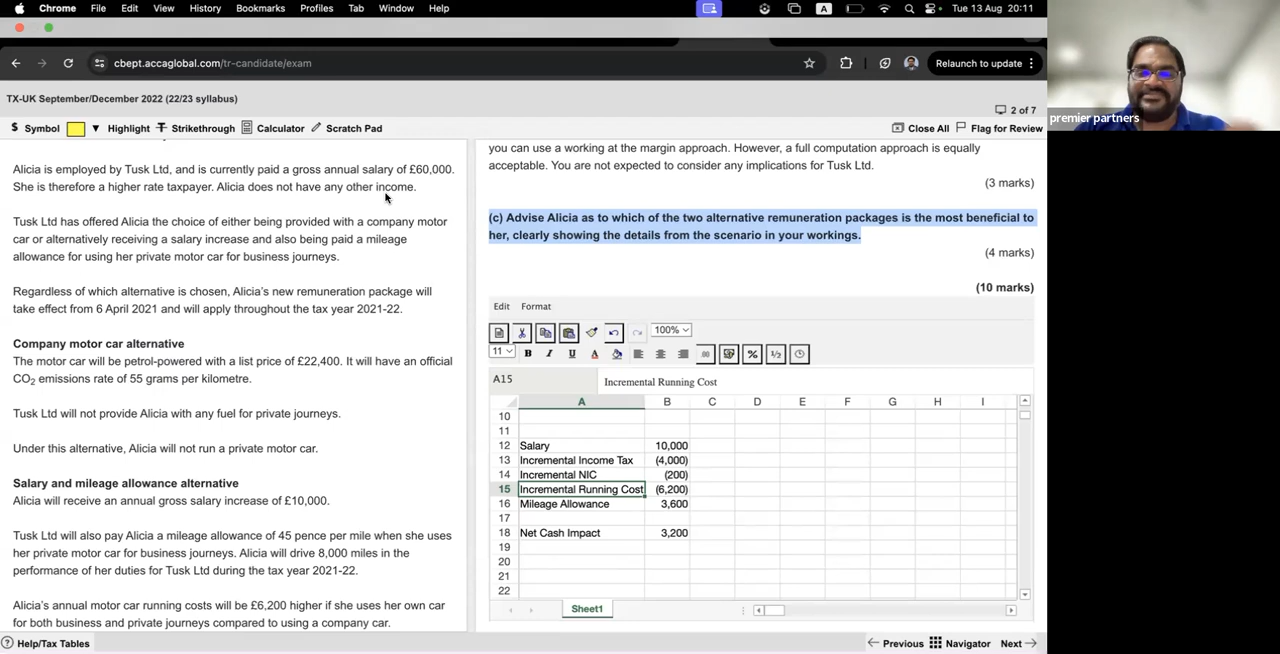 Chrome File Edit View History Bookmarks Profiles Tab Window Help A Tue 13 Aug 20:11
cbept.accaglobal.com/tr-candidate/exam Relaunch to update
TX-UK September/December 2022 (22/23 syllabus)
2 of 7
$ Symbol Highlight Strikethrough Calculator Scratch Pad Close All Flag for Review
premier partners
Alicia is employed by Tusk Ltd, and is currently paid a gross annual salary of £60,000.
She is therefore a higher rate taxpayer. Alicia does not have any other income.
Tusk Ltd has offered Alicia the choice of either being provided with a company motor
car or alternatively receiving a salary increase and also being paid a mileage
allowance for using her private motor car for business journeys.
Regardless of which alternative is chosen, Alicia's new remuneration package will
take effect from 6 April 2021 and will apply throughout the tax year 2021-22.
Company motor car alternative
The motor car will be petrol-powered with a list price of £22,400. It will have an official
CO2 emissions rate of 55 grams per kilometre.
Tusk Ltd will not provide Alicia with any fuel for private journeys.
Under this alternative, Alicia will not run a private motor car.
Salary and mileage allowance alternative
Alicia will receive an annual gross salary increase of £10,000.
Tusk Ltd will also pay Alicia a mileage allowance of 45 pence per mile when she uses
her private motor car for business journeys. Alicia will drive 8,000 miles in the
performance of her duties for Tusk Ltd during the tax year 2021-22.
Alicia's annual motor car running costs will be £6,200 higher if she uses her own car
for both business and private journeys compared to using a company car.
you can use a working at the margin approach. However, a full computation approach is equally
acceptable. You are not expected to consider any implications for Tusk Ltd.
(3 marks)
(c) Advise Alicia as to which of the two alternative remuneration packages is the most beneficial to
her, clearly showing the details from the scenario in your workings.
(4 marks)
(10 marks)
Edit Format
100%
11 B I U A .00 % 1/2
A15 Incremental Running Cost
A B C D E F G H I
10
11
12 Salary 10,000
13 Incremental Income Tax (4,000)
14 Incremental NIC (200)
15 Incremental Running Cost (6,200)
16 Mileage Allowance 3,600
17
18 Net Cash Impact 3,200
19
20
21
22
Sheet1
? Help/Tax Tables Previous Navigator Next